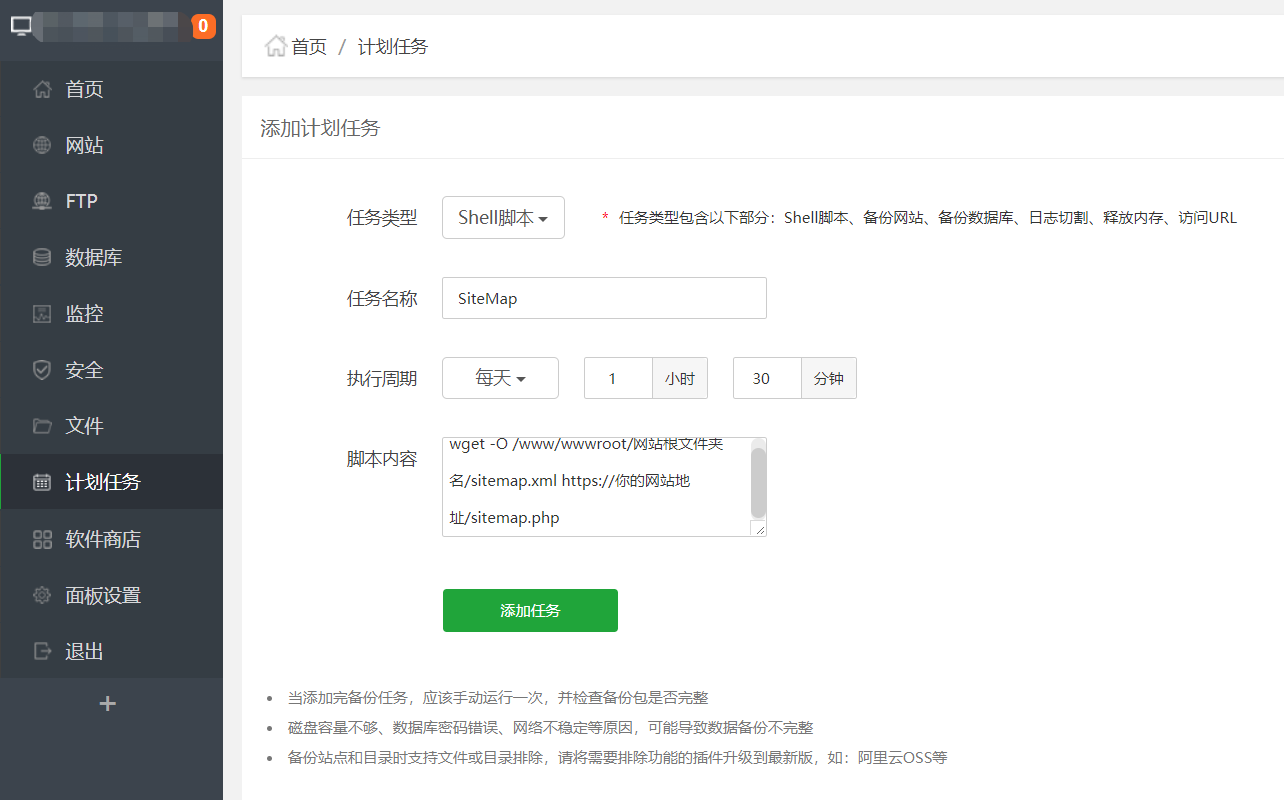 0
首页
网站
FTP
数据库
监控
安全
文件
计划任务
软件商店
面板设置
退出
首页 / 计划任务
添加计划任务
任务类型 Shell脚本 * 任务类型包含以下部分：Shell脚本、备份网站、备份数据库、日志切割、释放内存、访问URL
任务名称 SiteMap
执行周期 每天 1 小时 30 分钟
脚本内容 wget -O /www/wwwroot/网站根文件夹
名/sitemap.xml https://你的网站地
址/sitemap.php
添加任务
当添加完备份任务，应该手动运行一次，并检查备份包是否完整
磁盘容量不够、数据库密码错误、网络不稳定等原因，可能导致数据备份不完整
备份站点和目录时支持文件或目录排除，请将需要排除功能的插件升级到最新版，如：阿里云OSS等